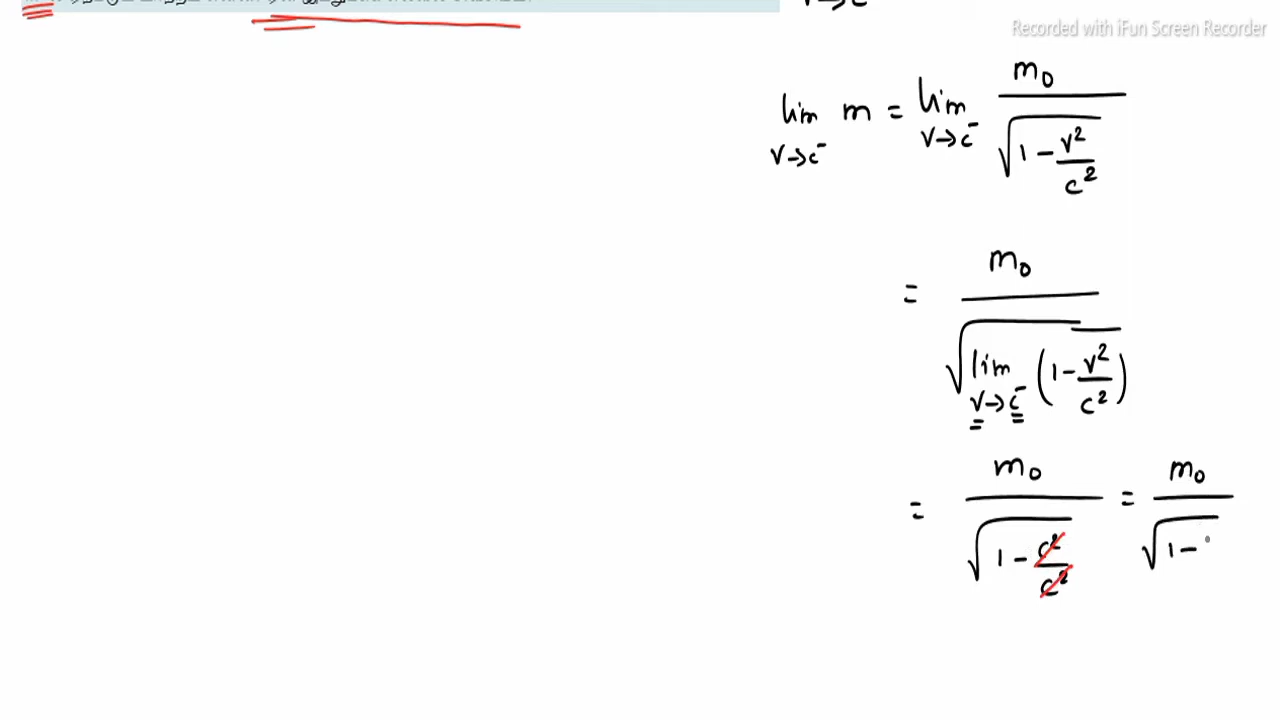 V→c
Recorded with iFun Screen Recorder
lim V→c⁻ m = lim V→c⁻ m₀ / √(1 − v²/c²)
= m₀ / √(lim V→c⁻ (1 − v²/c²))
= m₀ / √(1 − c²/c²) = m₀ / √(1 −